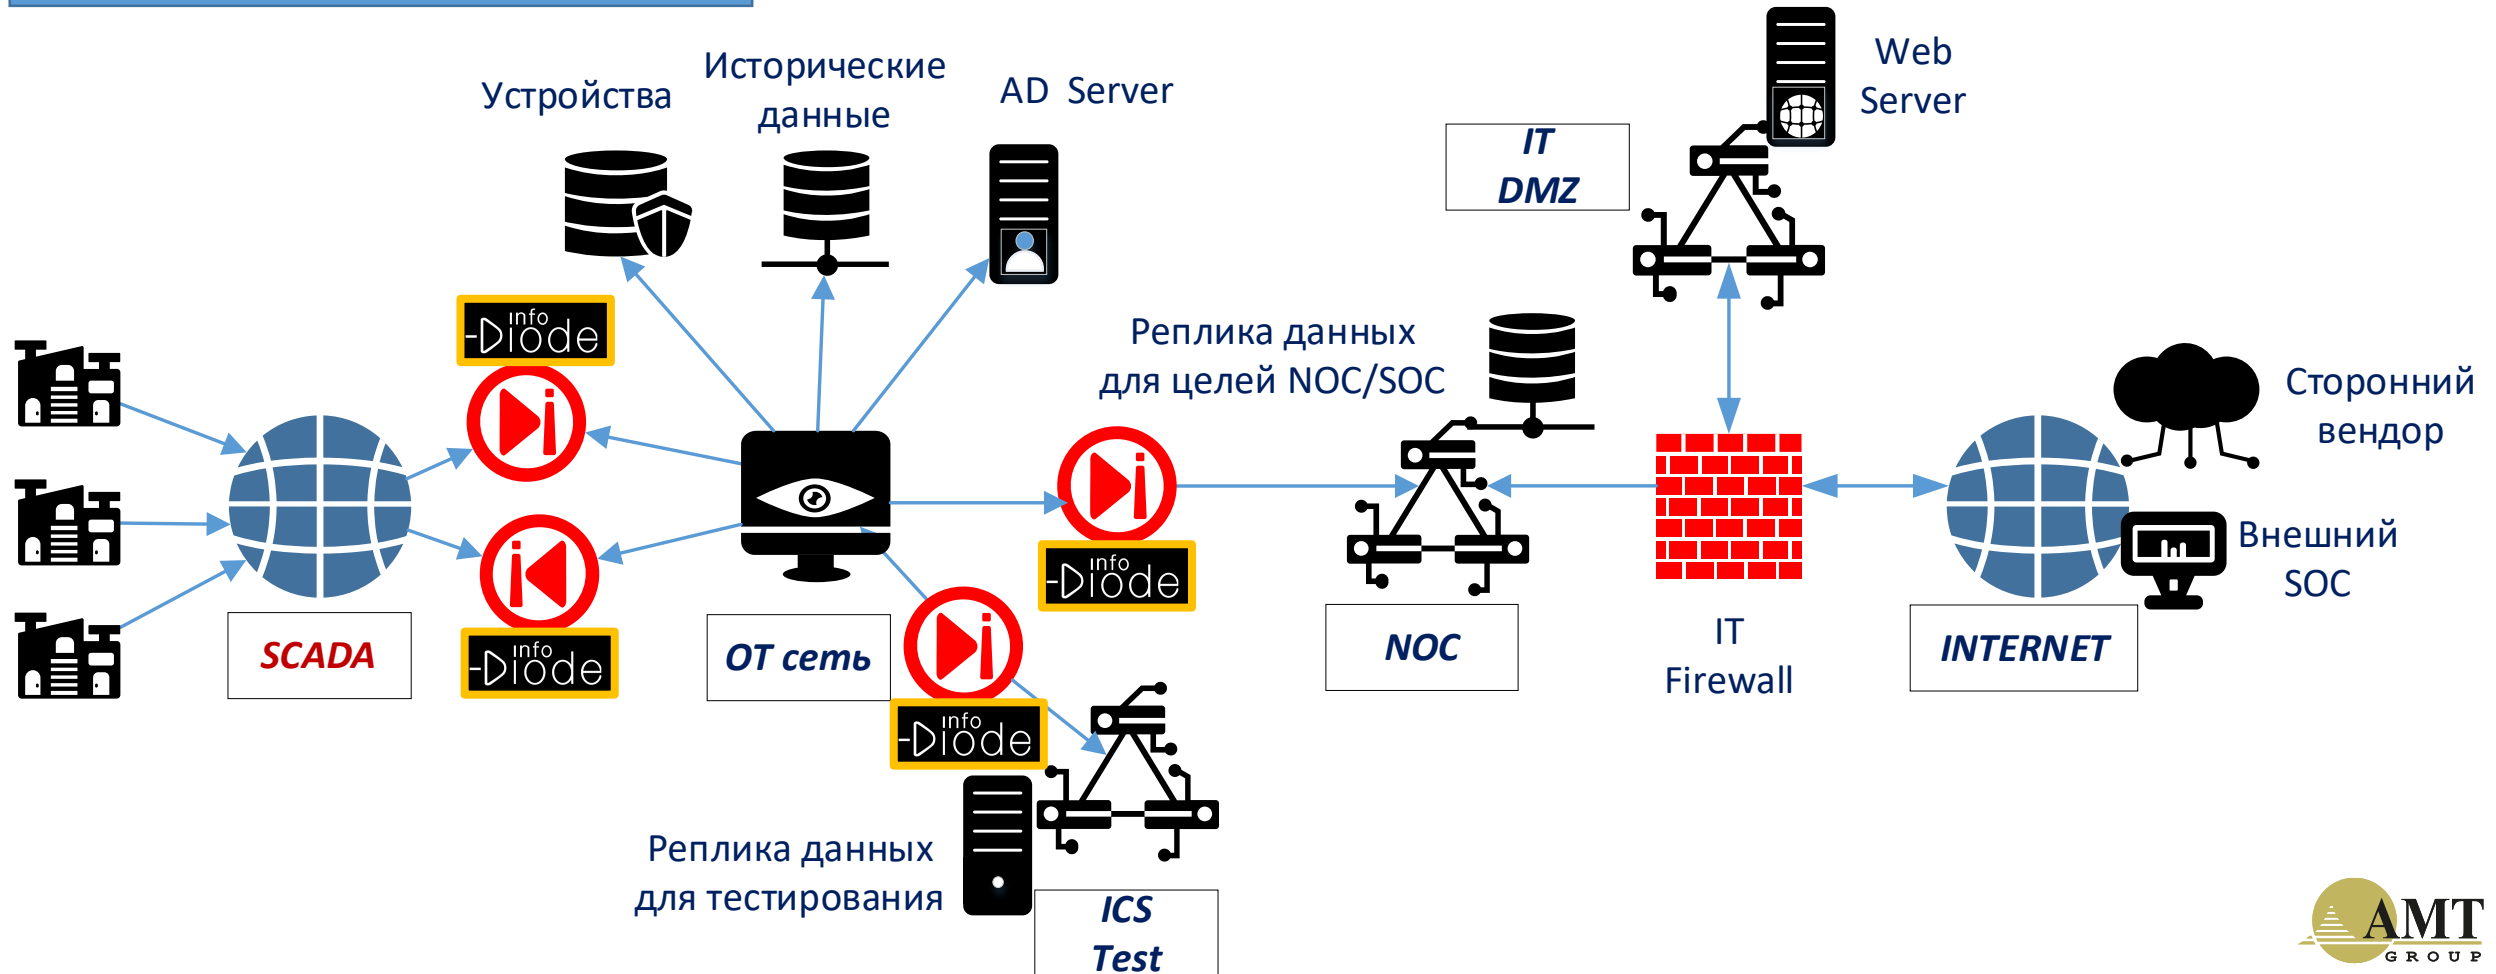 Устройства
Исторические
данные
AD Server
Web
Server
IT
DMZ
info
Diode
Реплика данных
для целей NOC/SOC
Сторонний
вендор
Внешний
SOC
info
Diode
SCADA
info
Diode
ОТ сеть
NOC
IT
Firewall
INTERNET
info
Diode
Реплика данных
для тестирования
ICS
Test
AMT
GROUP